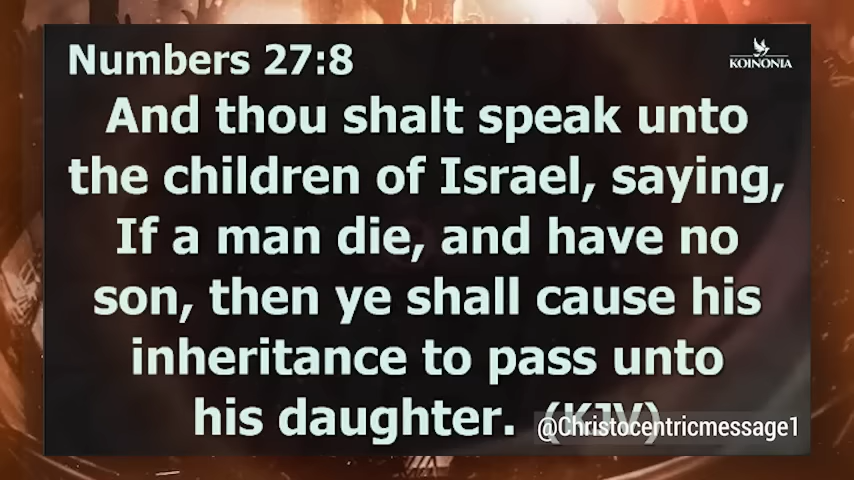 Numbers 27:8
KOINONIA
And thou shalt speak unto
the children of Israel, saying,
If a man die, and have no
son, then ye shall cause his
inheritance to pass unto
his daughter. (KJV)
@Christocentricmessage1